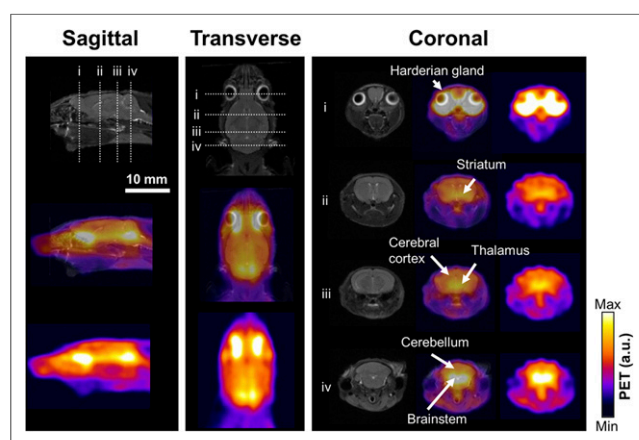 Sagittal
Transverse
Coronal
i ii iii iv
i
ii
iii
iv
10 mm
Harderian gland
i
Striatum
ii
Cerebral
cortex
Thalamus
iii
Cerebellum
iv
Brainstem
Max
PET (a.u.)
Min